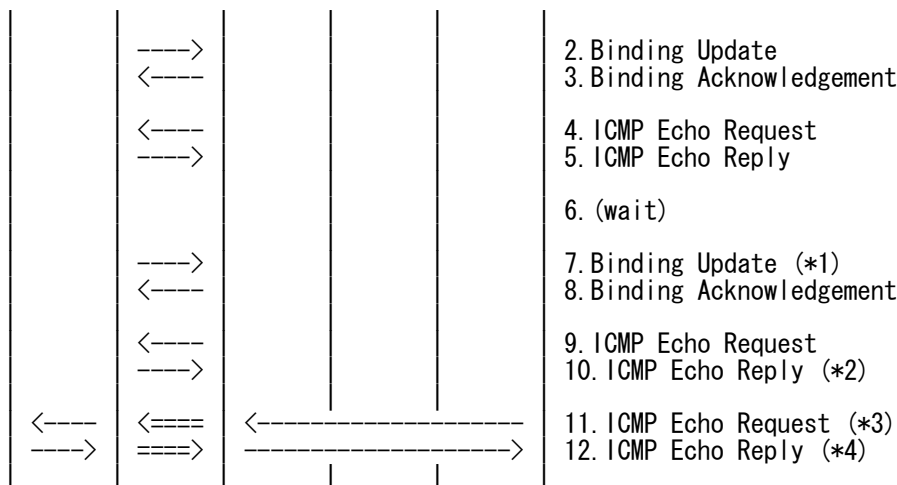 2.Binding Update
3.Binding Acknowledgement
4.ICMP Echo Request
5.ICMP Echo Reply
6.(wait)
7.Binding Update (*1)
8.Binding Acknowledgement
9.ICMP Echo Request
10.ICMP Echo Reply (*2)
11.ICMP Echo Request (*3)
12.ICMP Echo Reply (*4)